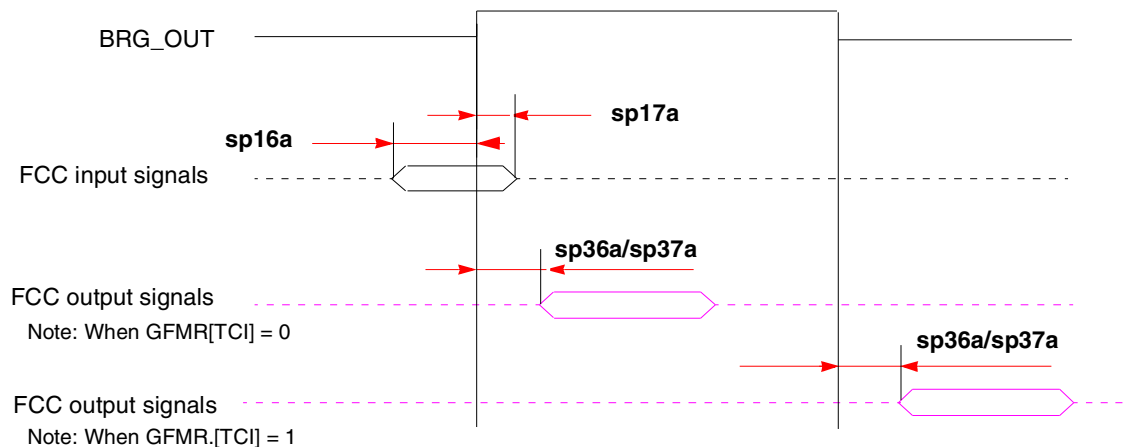 BRG_OUT
sp17a
sp16a
FCC input signals
sp36a/sp37a
FCC output signals
Note: When GFMR[TCI] = 0
sp36a/sp37a
FCC output signals
Note: When GFMR.[TCI] = 1